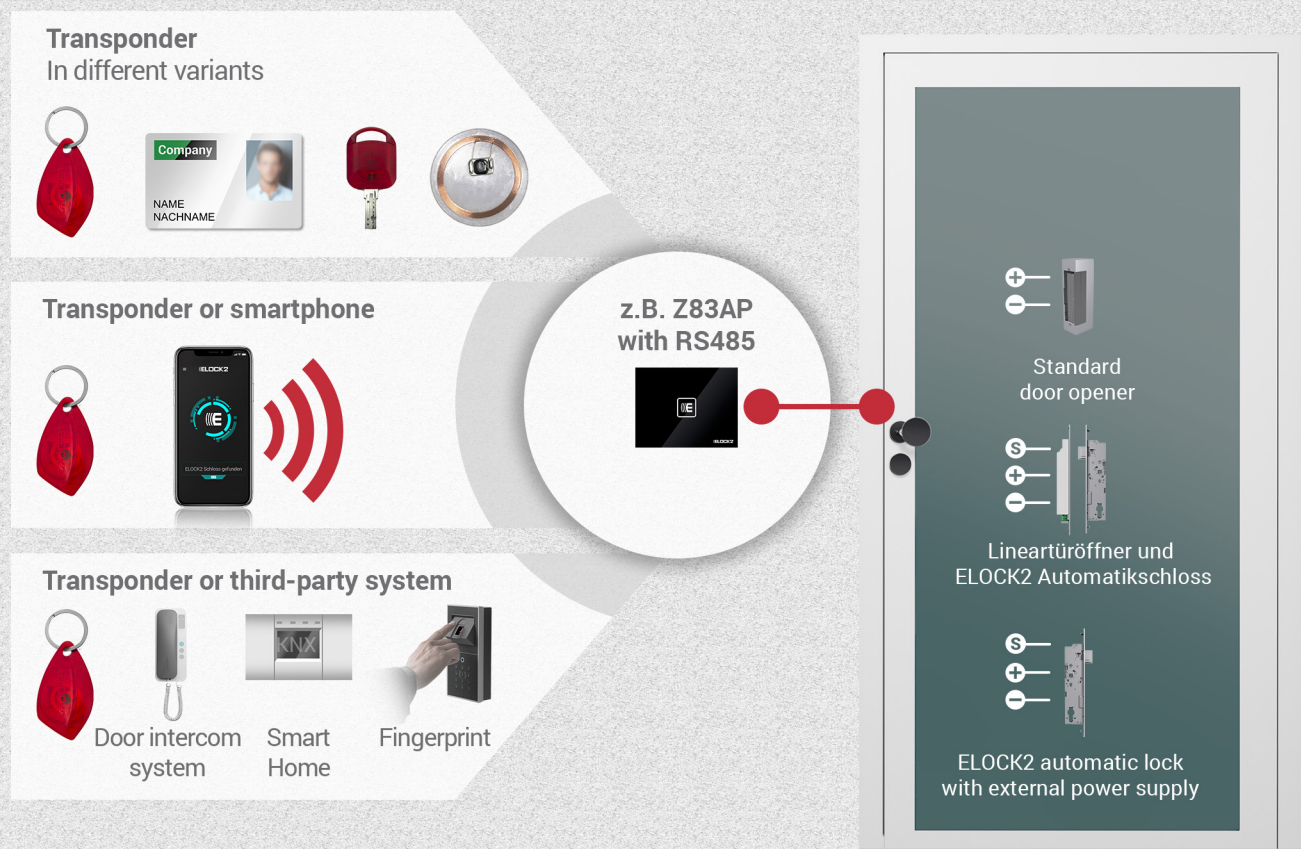 Transponder
In different variants
Company
NAME
NACHNAME
Transponder or smartphone
ELOCK2
E
ELOCK2 Schloss gefunden
z.B. Z83AP
with RS485
E
ELOCK2
Transponder or third-party system
KNX
Door intercom
system
Smart
Home
Fingerprint
+
−
Standard
door opener
S
+
−
Lineartüröffner und
ELOCK2 Automatikschloss
S
+
−
ELOCK2 automatic lock
with external power supply